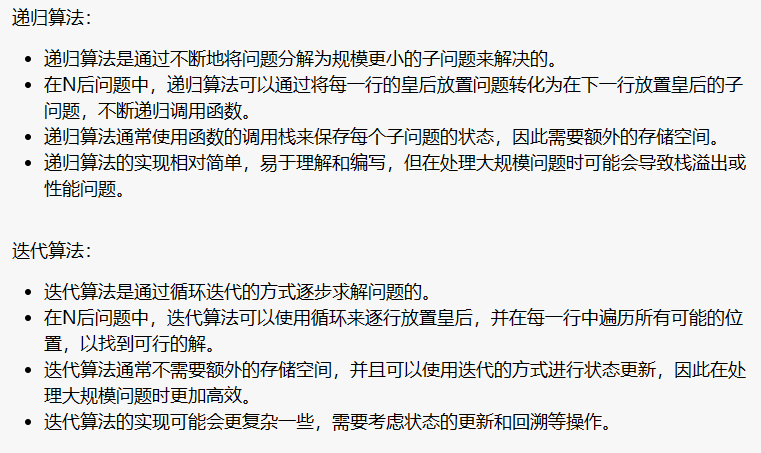 递归算法：
• 递归算法是通过不断地将问题分解为规模更小的子问题来解决的。
• 在N后问题中，递归算法可以通过将每一行的皇后放置问题转化为在下一行放置皇后的子
问题，不断递归调用函数。
• 递归算法通常使用函数的调用栈来保存每个子问题的状态，因此需要额外的存储空间。
• 递归算法的实现相对简单，易于理解和编写，但在处理大规模问题时可能会导致栈溢出或
性能问题。
迭代算法：
• 迭代算法是通过循环迭代的方式逐步求解问题的。
• 在N后问题中，迭代算法可以使用循环来逐行放置皇后，并在每一行中遍历所有可能的位
置，以找到可行的解。
• 迭代算法通常不需要额外的存储空间，并且可以使用迭代的方式进行状态更新，因此在处
理大规模问题时更加高效。
• 迭代算法的实现可能会更复杂一些，需要考虑状态的更新和回溯等操作。